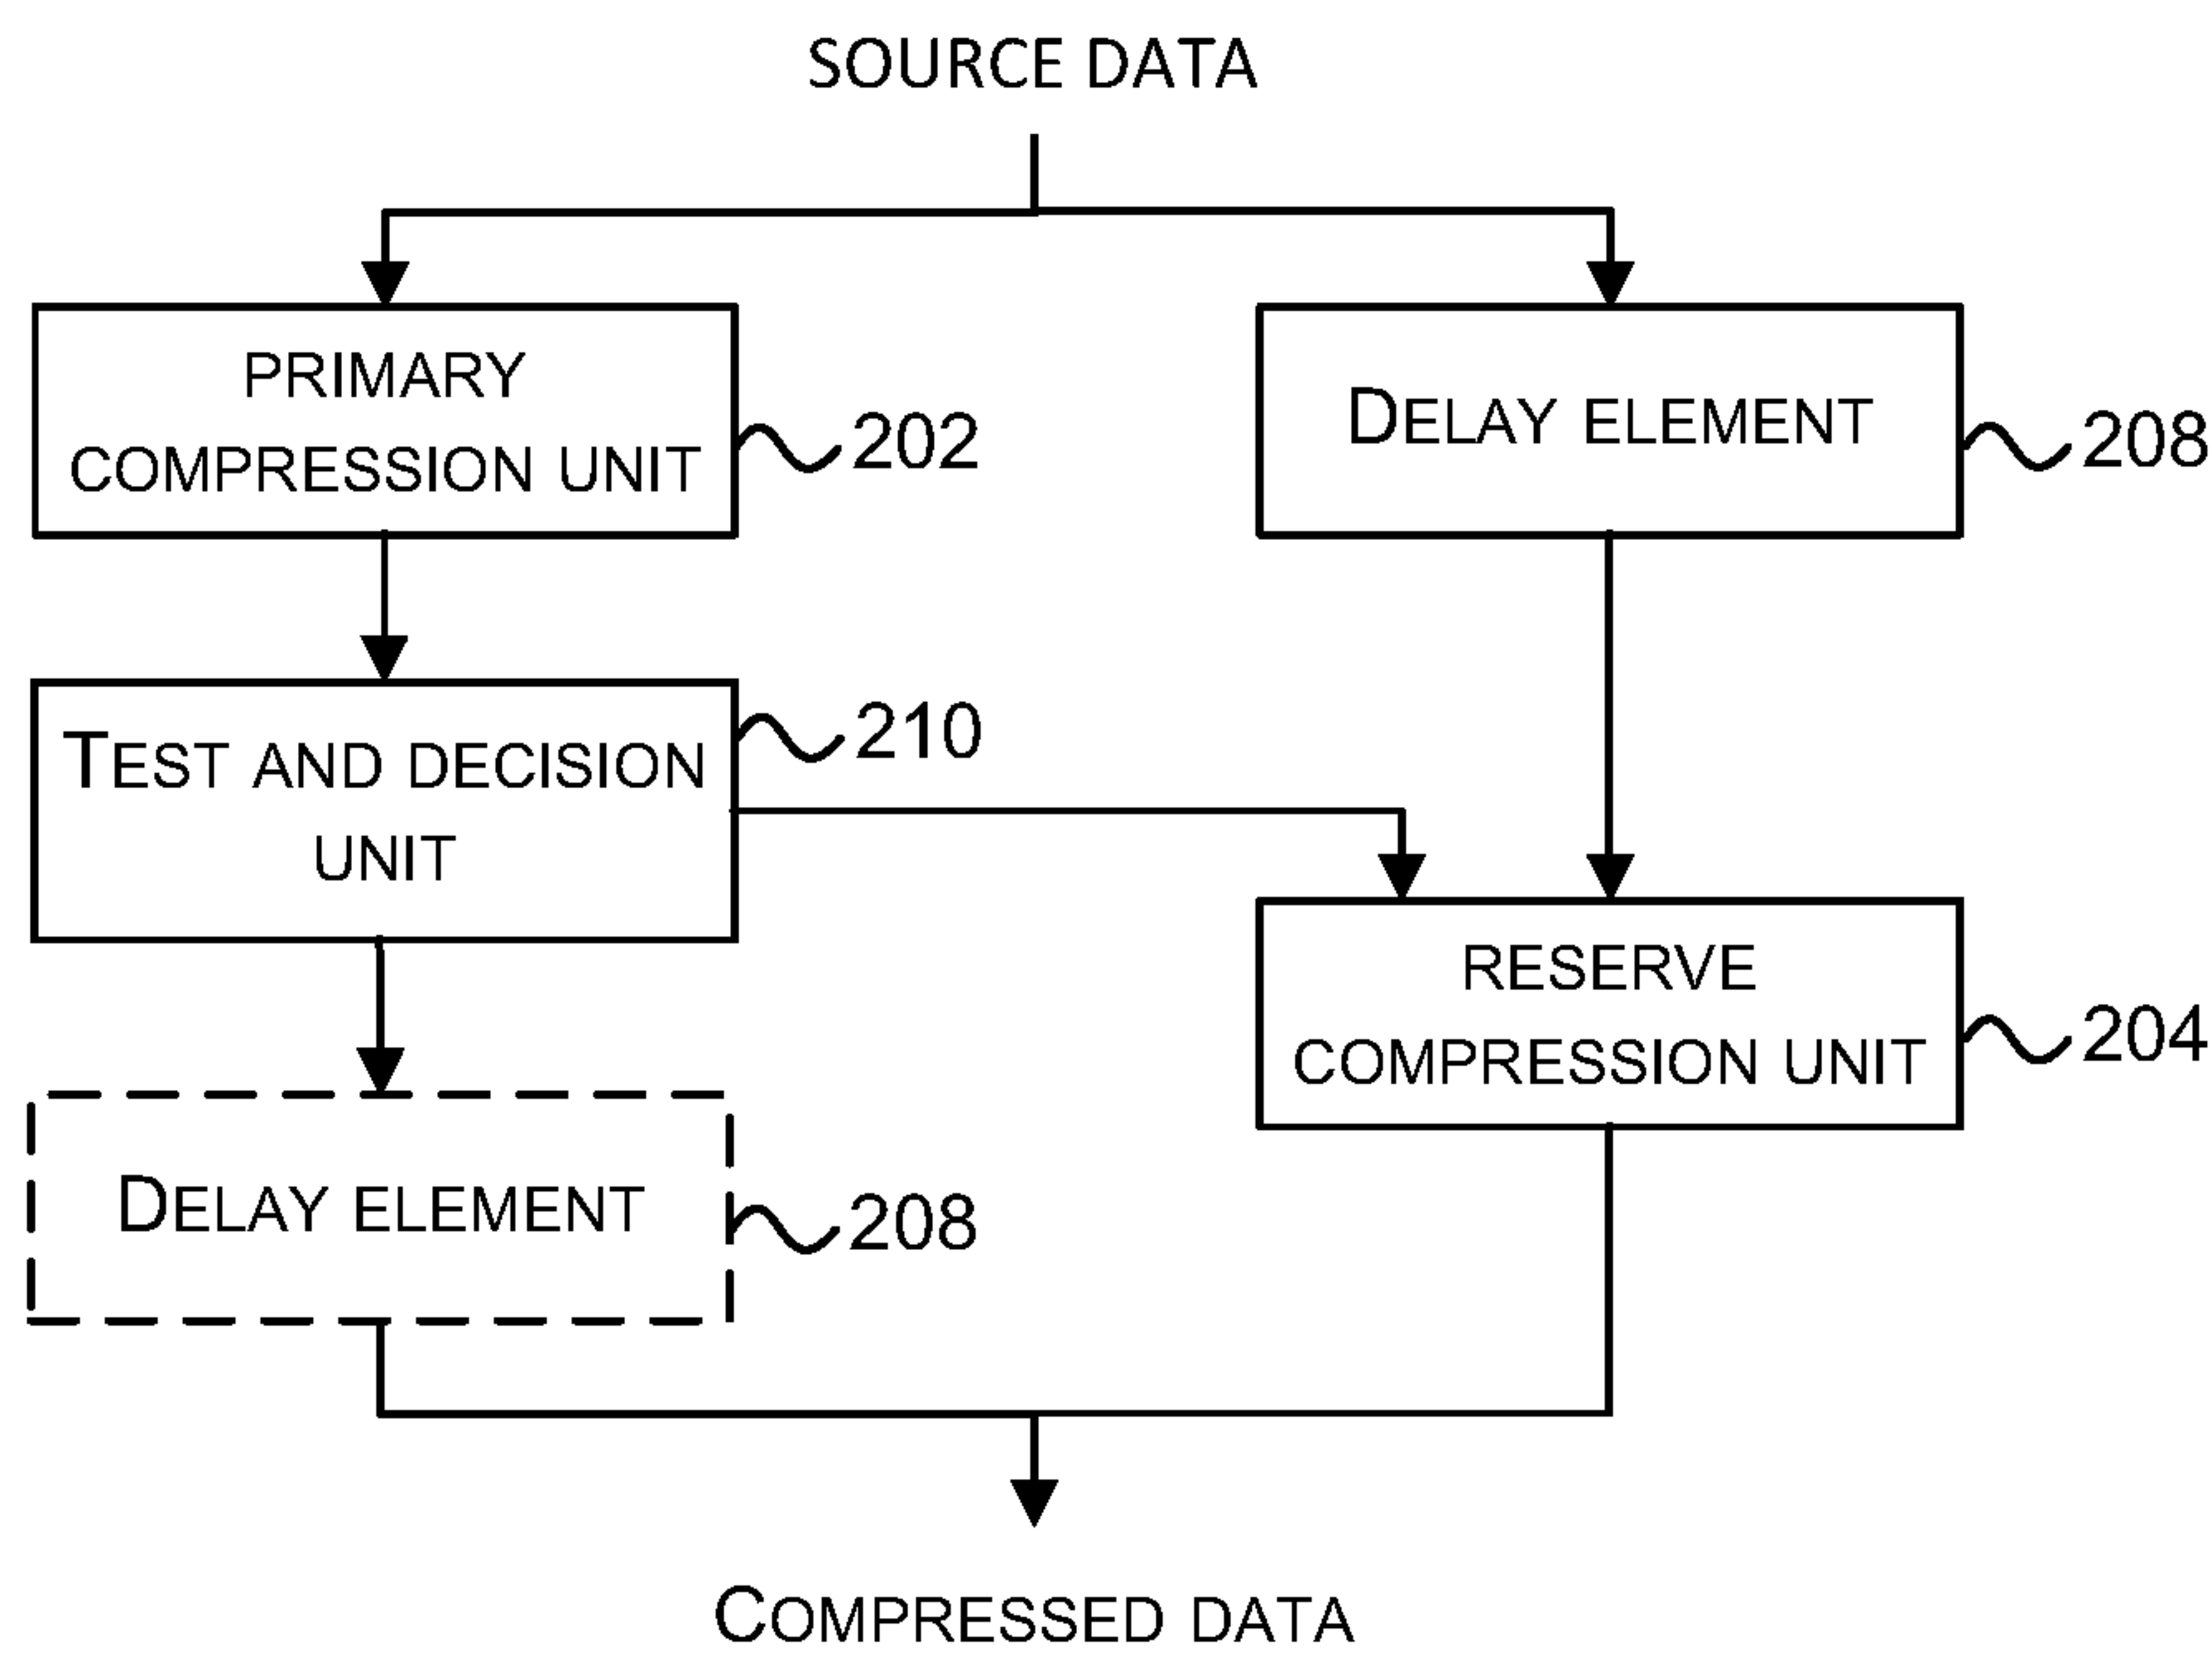 SOURCE DATA
PRIMARY
COMPRESSION UNIT
202
DELAY ELEMENT
208
TEST AND DECISION
UNIT
210
RESERVE
COMPRESSION UNIT
204
DELAY ELEMENT
208
COMPRESSED DATA